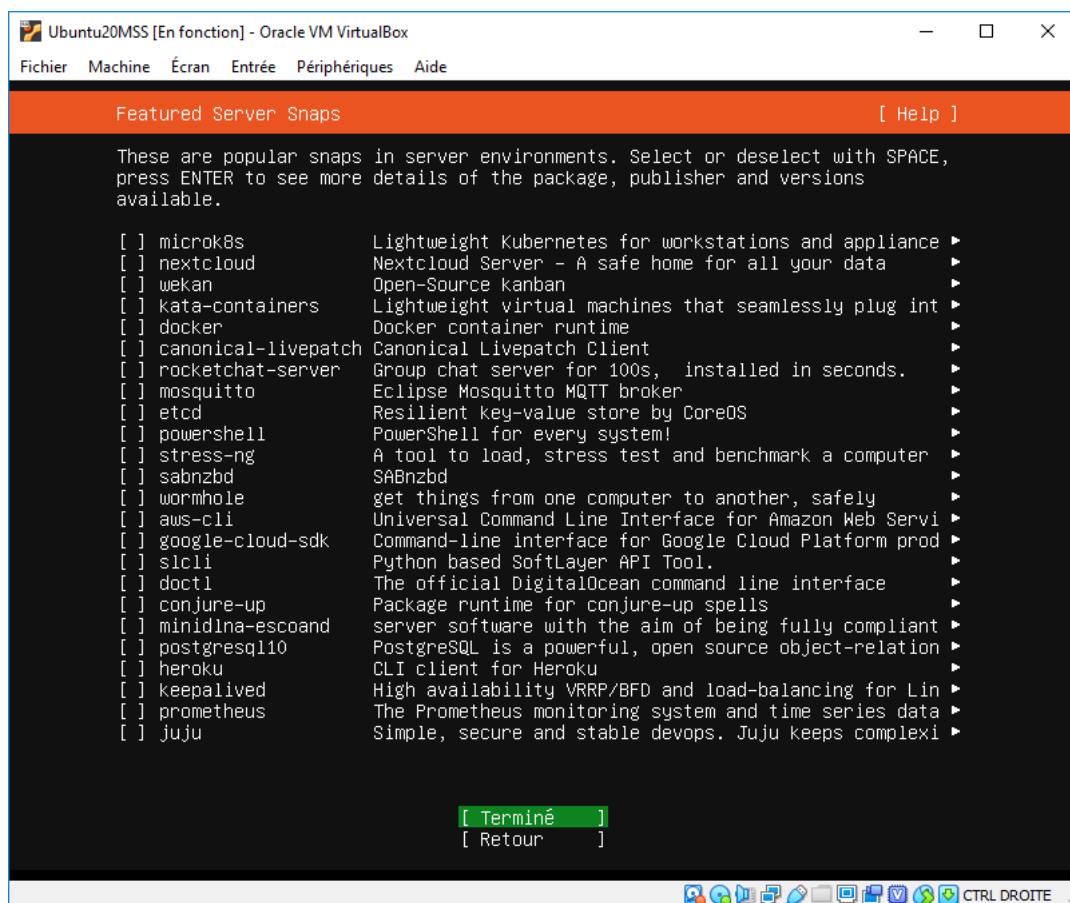 Ubuntu20MSS [En fonction] - Oracle VM VirtualBox
Fichier Machine Écran Entrée Périphériques Aide
Featured Server Snaps [ Help ]
These are popular snaps in server environments. Select or deselect with SPACE,
press ENTER to see more details of the package, publisher and versions
available.
[ ] microk8s Lightweight Kubernetes for workstations and appliance ►
[ ] nextcloud Nextcloud Server – A safe home for all your data ►
[ ] wekan Open-Source kanban ►
[ ] kata-containers Lightweight virtual machines that seamlessly plug int ►
[ ] docker Docker container runtime ►
[ ] canonical-livepatch Canonical Livepatch Client ►
[ ] rocketchat-server Group chat server for 100s, installed in seconds. ►
[ ] mosquitto Eclipse Mosquitto MQTT broker ►
[ ] etcd Resilient key-value store by CoreOS ►
[ ] powershell PowerShell for every system! ►
[ ] stress-ng A tool to load, stress test and benchmark a computer ►
[ ] sabnzbd SABnzbd ►
[ ] wormhole get things from one computer to another, safely ►
[ ] aws-cli Universal Command Line Interface for Amazon Web Servi ►
[ ] google-cloud-sdk Command-line interface for Google Cloud Platform prod ►
[ ] slcli Python based SoftLayer API Tool. ►
[ ] doctl The official DigitalOcean command line interface ►
[ ] conjure-up Package runtime for conjure-up spells ►
[ ] minidlna-escoand server software with the aim of being fully compliant ►
[ ] postgresql10 PostgreSQL is a powerful, open source object-relation ►
[ ] heroku CLI client for Heroku ►
[ ] keepalived High availability VRRP/BFD and load-balancing for Lin ►
[ ] prometheus The Prometheus monitoring system and time series data ►
[ ] juju Simple, secure and stable devops. Juju keeps complexi ►
[ Terminé ]
[ Retour ]
CTRL DROITE